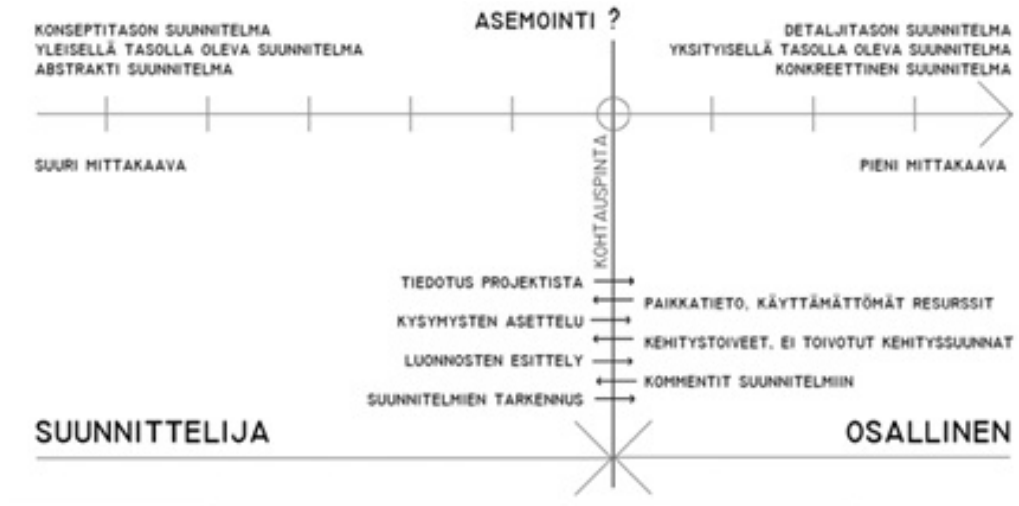 ASEMOINTI ?
KONSEPTITASON SUUNNITELMA
YLEISELLÄ TASOLLA OLEVA SUUNNITELMA
ABSTRAKTI SUUNNITELMA
DETALJITASON SUUNNITELMA
YKSITYISELLÄ TASOLLA OLEVA SUUNNITELMA
KONKREETTINEN SUUNNITELMA
SUURI MITTAKAAVA
PIENI MITTAKAAVA
KOHTAUSPINTA
TIEDOTUS PROJEKTISTA
PAIKKATIETO, KÄYTTÄMÄTTÖMÄT RESURSSIT
KYSYMYSTEN ASETTELU
KEHITYSTOIVEET, EI TOIVOTUT KEHITYSSUUNNAT
LUONNOSTEN ESITTELY
KOMMENTIT SUUNNITELMIIN
SUUNNITELMIEN TARKENNUS
SUUNNITTELIJA
OSALLINEN